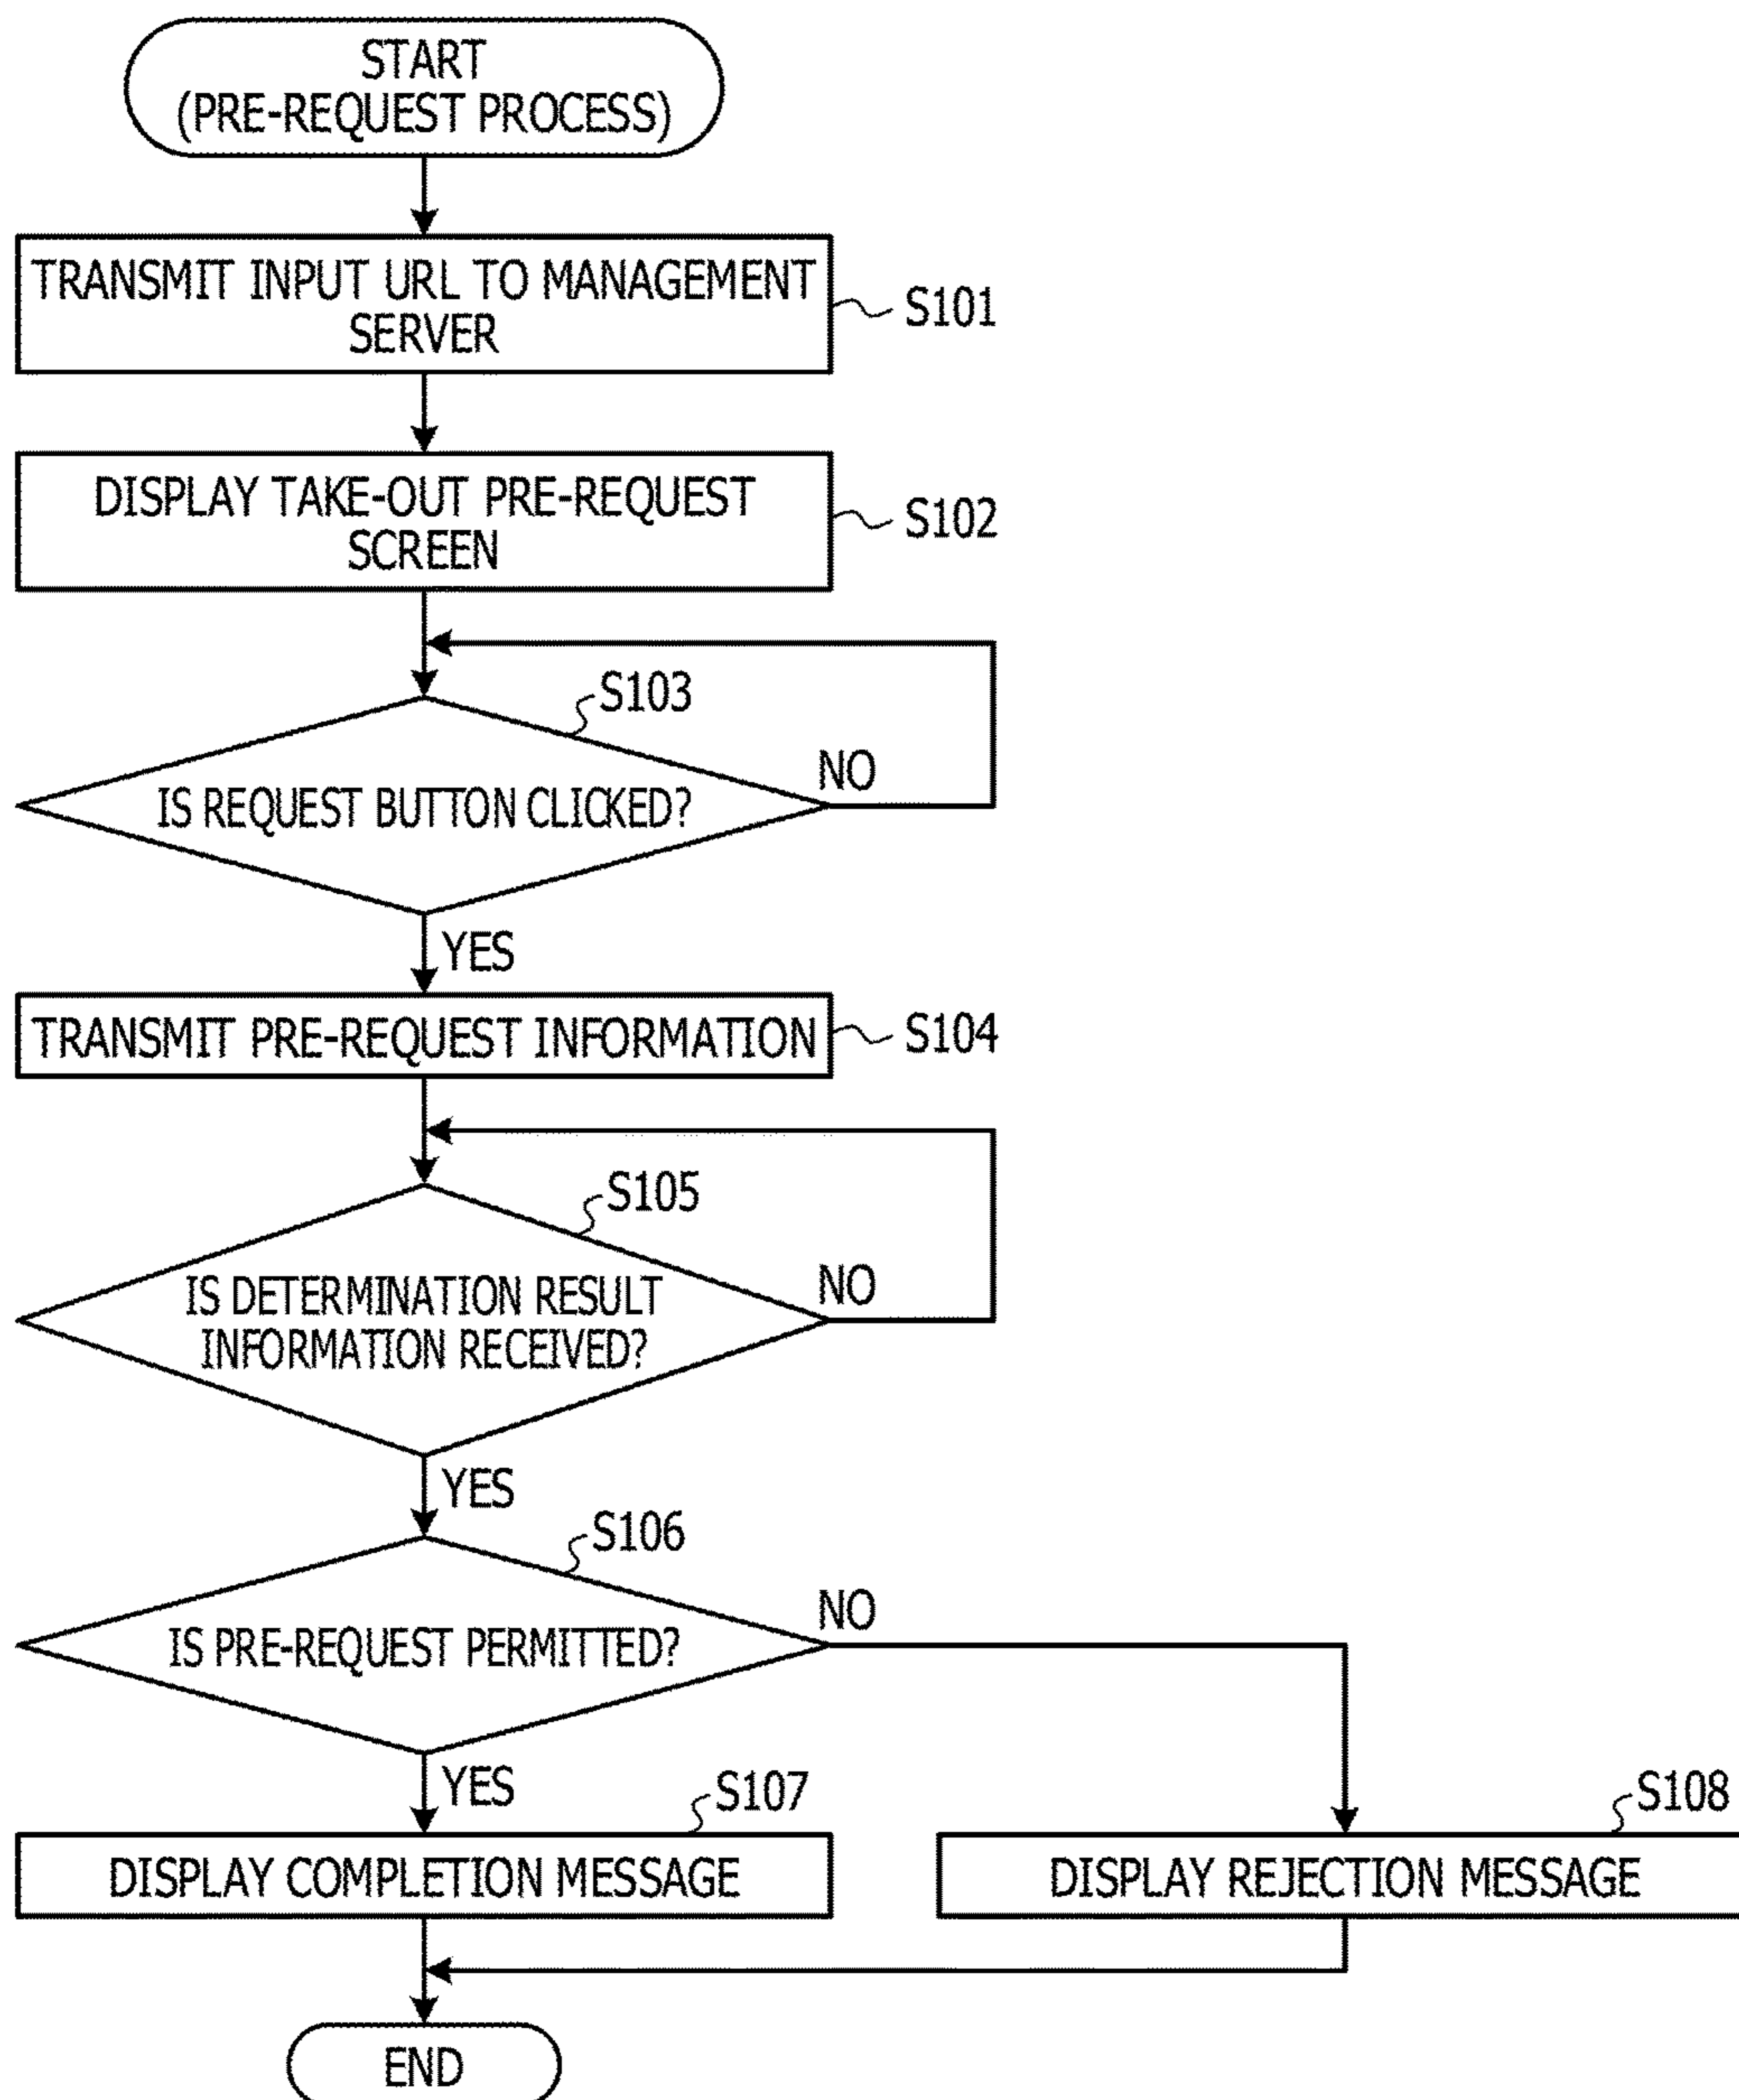 START
(PRE-REQUEST PROCESS)
TRANSMIT INPUT URL TO MANAGEMENT
SERVER
S101
DISPLAY TAKE-OUT PRE-REQUEST
SCREEN
S102
S103
NO
IS REQUEST BUTTON CLICKED?
YES
TRANSMIT PRE-REQUEST INFORMATION
S104
S105
NO
IS DETERMINATION RESULT
INFORMATION RECEIVED?
YES
S106
NO
IS PRE-REQUEST PERMITTED?
YES
S107
S108
DISPLAY COMPLETION MESSAGE
DISPLAY REJECTION MESSAGE
END